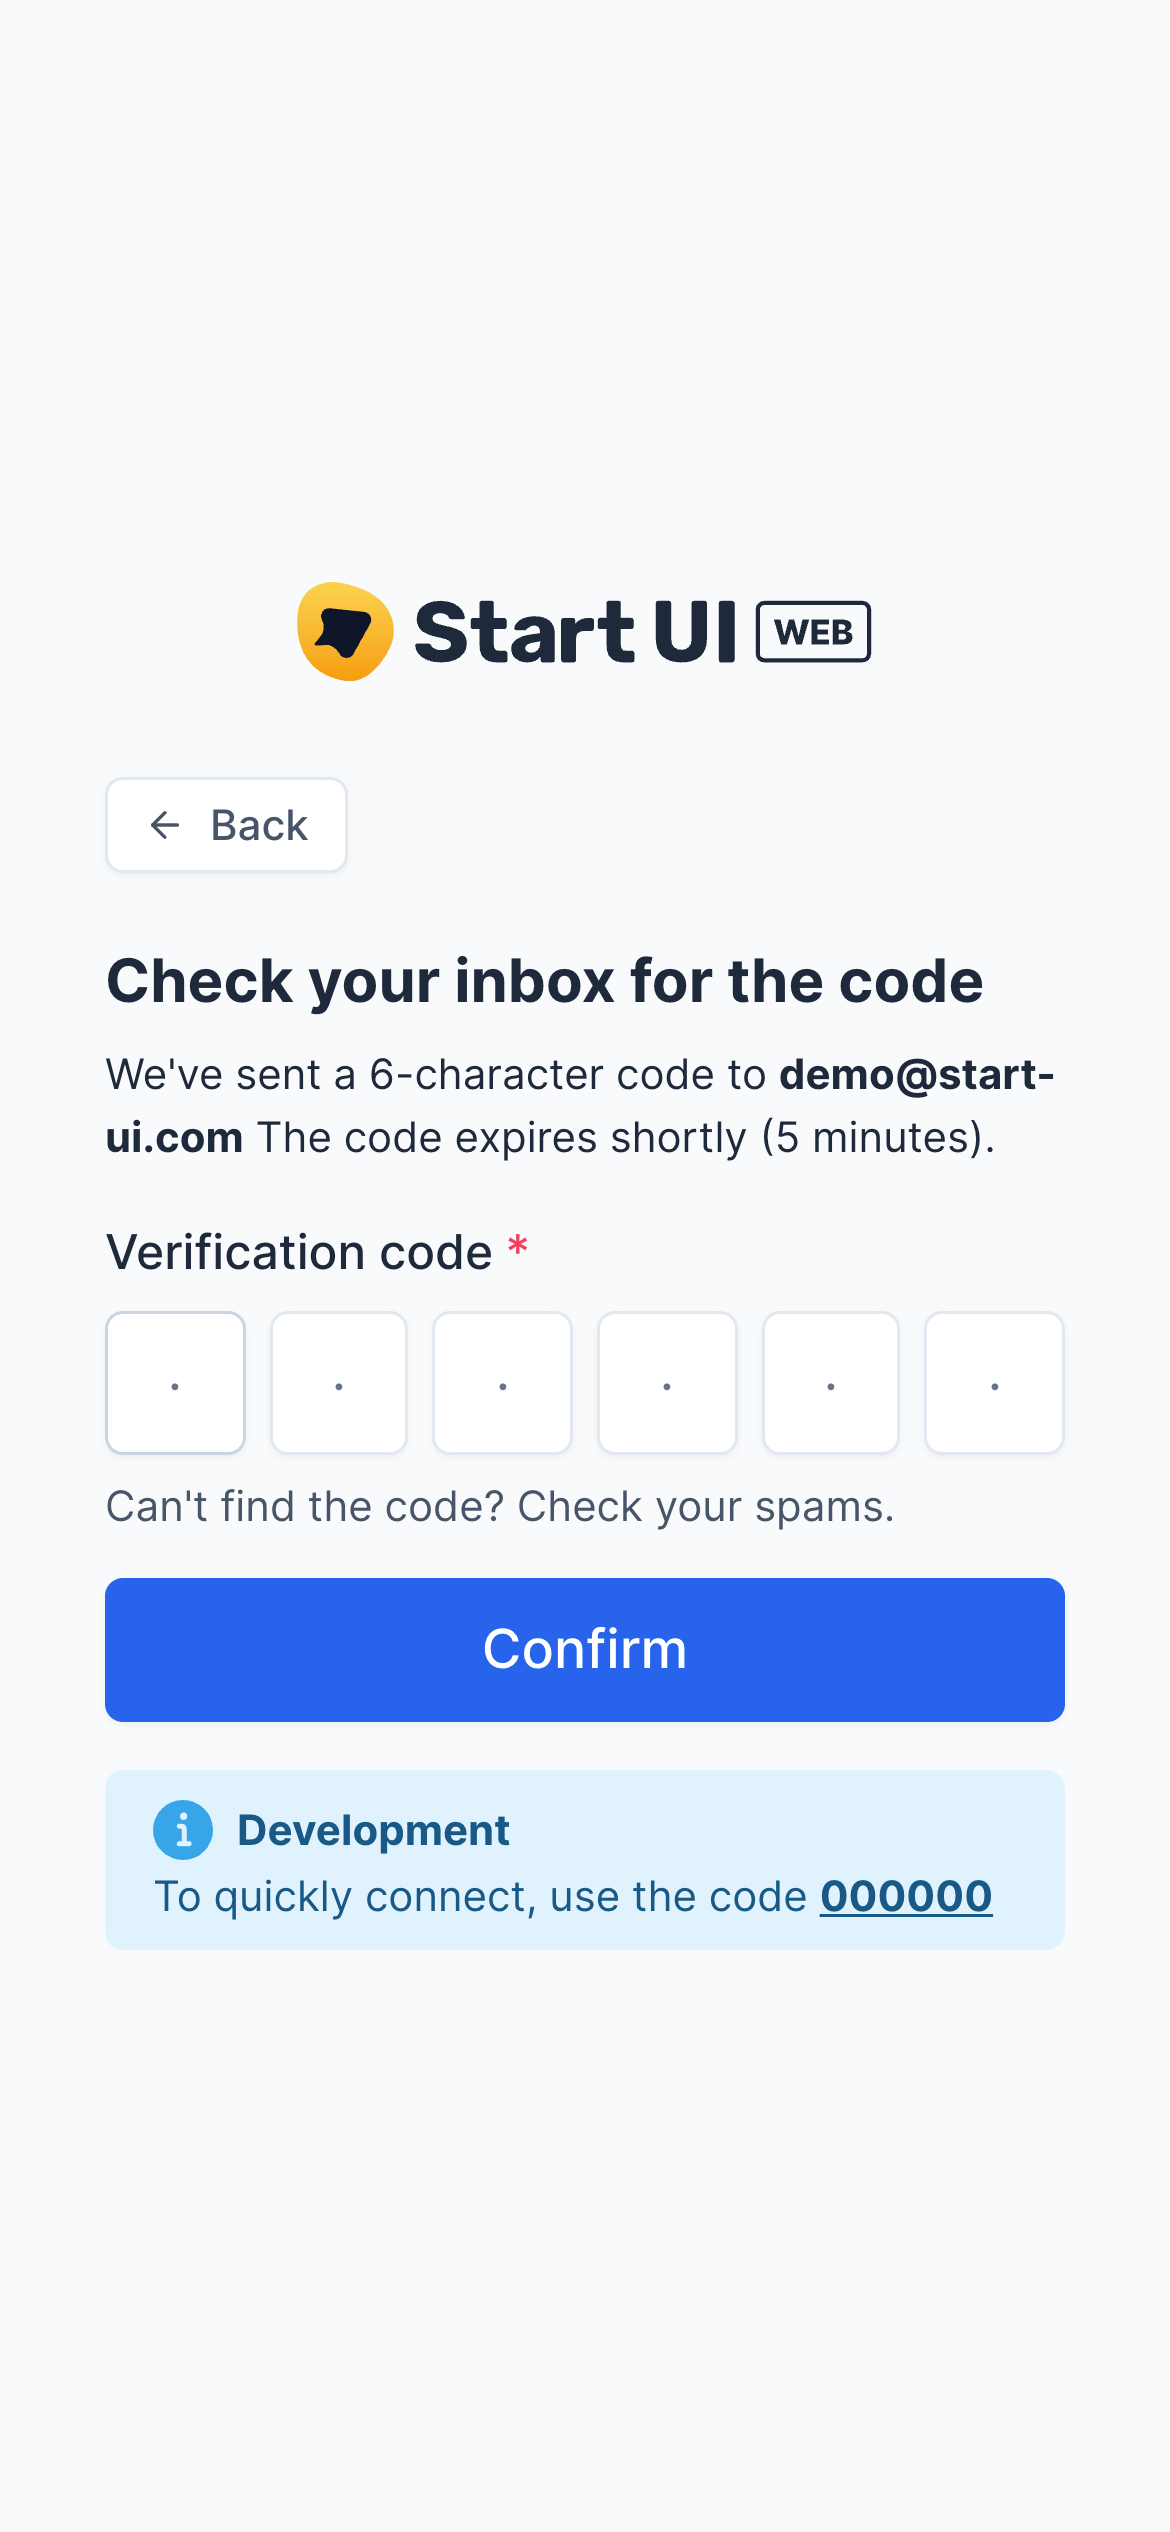 Start UI WEB
Back
Check your inbox for the code
We've sent a 6-character code to demo@start-
ui.com The code expires shortly (5 minutes).
Verification code *
Can't find the code? Check your spams.
Confirm
Development
To quickly connect, use the code 000000